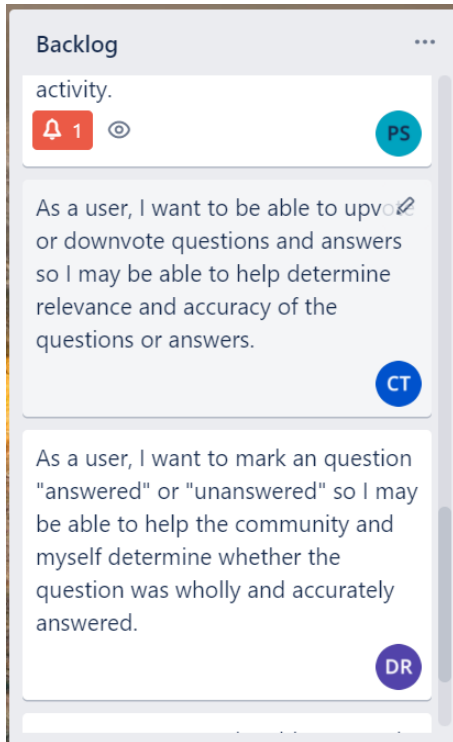 Backlog
activity.
1
PS
As a user, I want to be able to upvote
or downvote questions and answers
so I may be able to help determine
relevance and accuracy of the
questions or answers.
CT
As a user, I want to mark an question
"answered" or "unanswered" so I may
be able to help the community and
myself determine whether the
question was wholly and accurately
answered.
DR